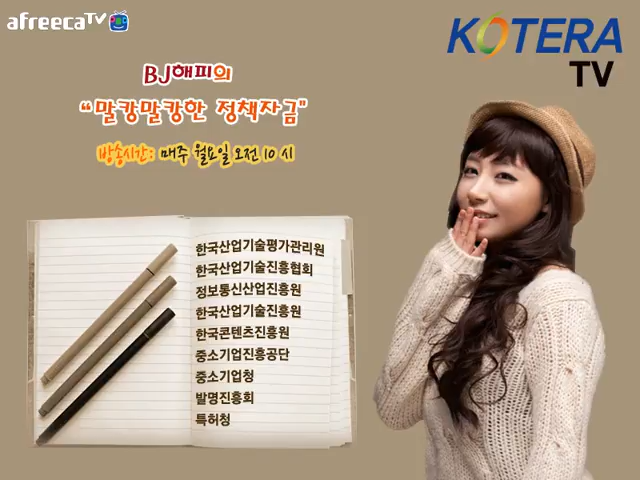 afreecaTV
KOTERA
TV
BJ해피의
"말캉말캉한 정책자금"
방송시간: 매주 월요일 오전 10시
한국산업기술평가관리원
한국산업기술진흥협회
정보통신산업진흥원
한국산업기술진흥원
한국콘텐츠진흥원
중소기업진흥공단
중소기업청
발명진흥회
특허청